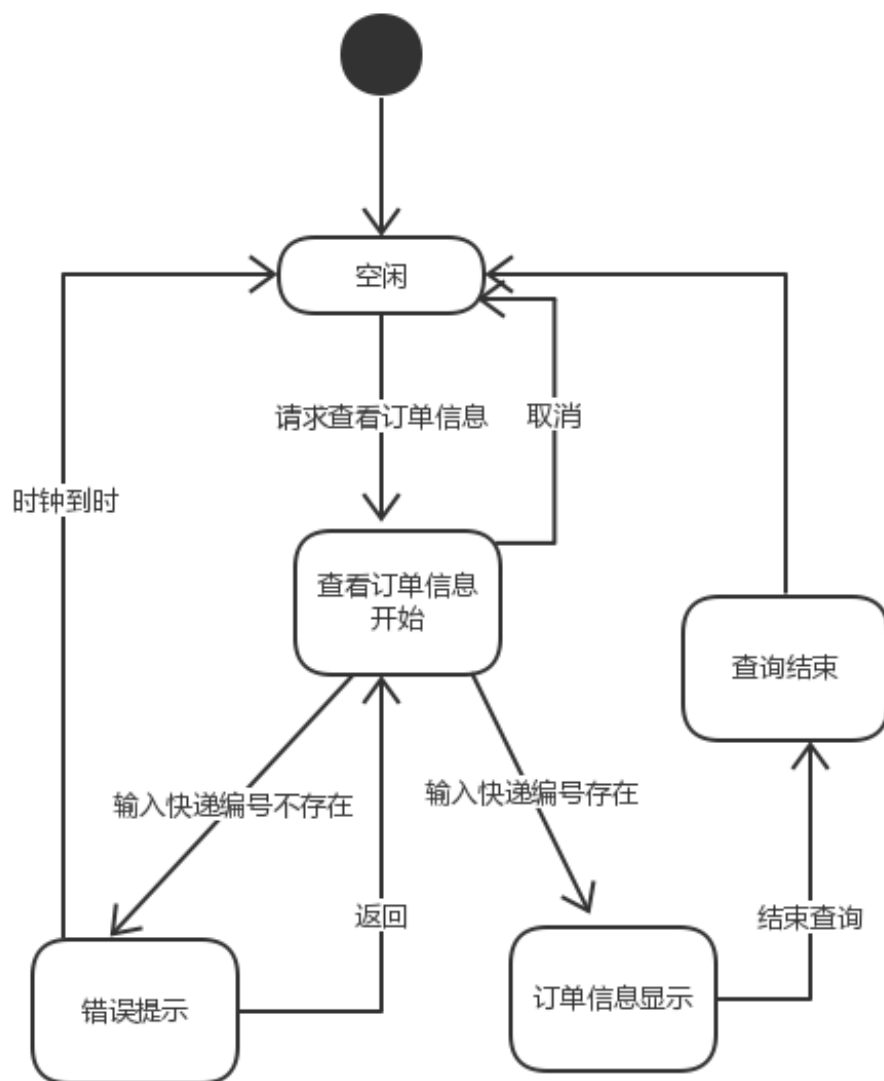 空闲
请求查看订单信息
取消
时钟到时
查看订单信息
开始
查询结束
输入快递编号不存在
输入快递编号存在
返回
结束查询
错误提示
订单信息显示